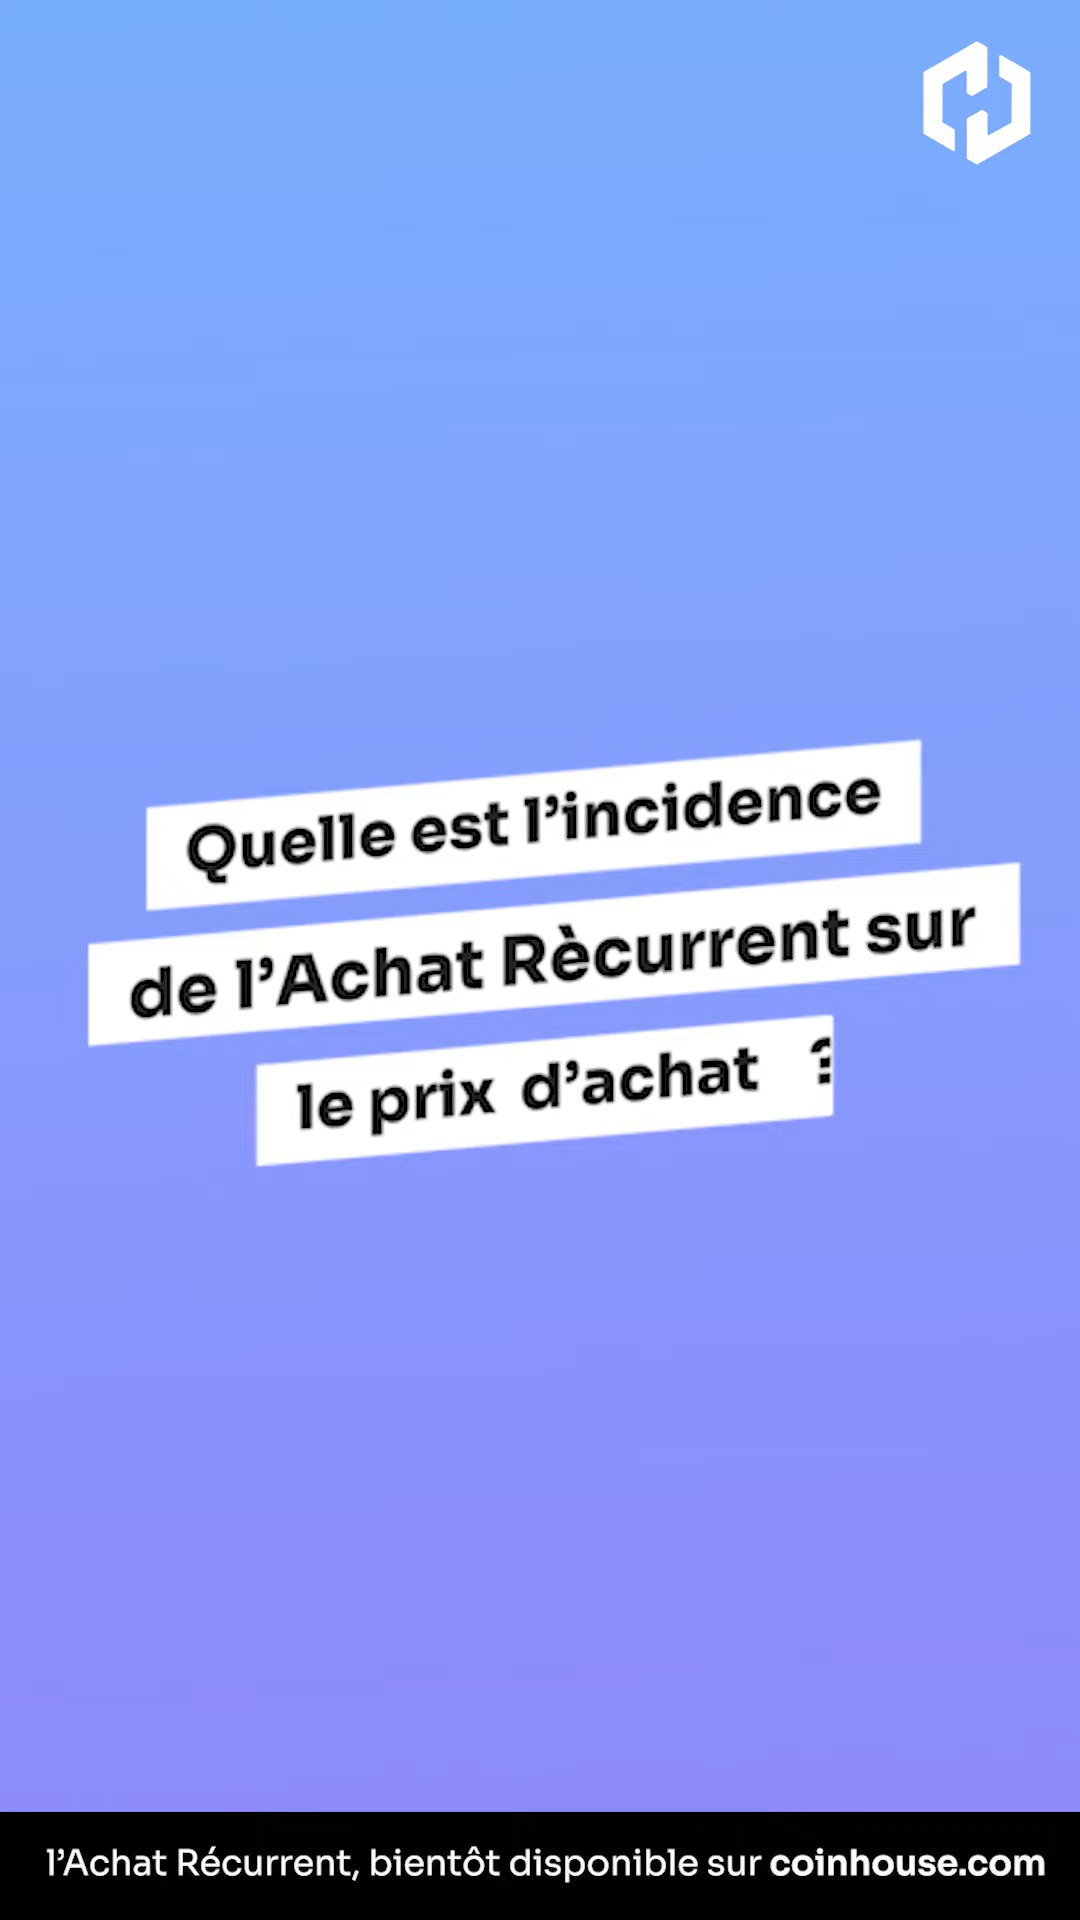 Quelle est l’incidence
de l’Achat Rècurrent sur
le prix d’achat ?
l’Achat Récurrent, bientôt disponible sur coinhouse.com